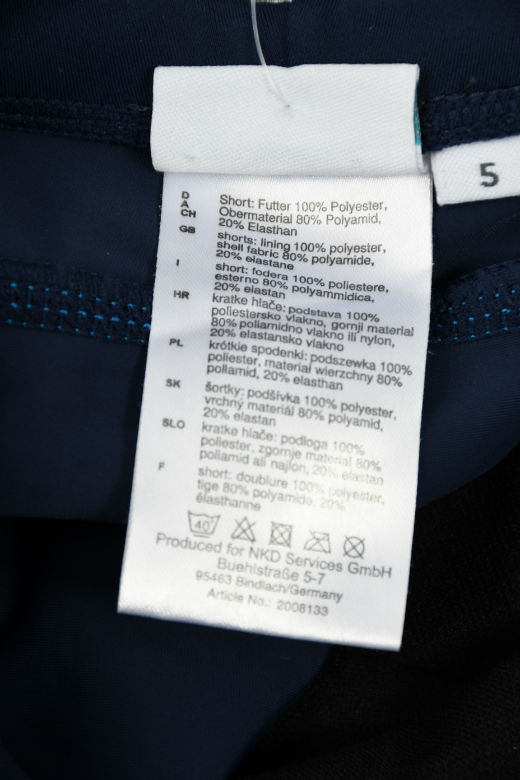 5
D
A
CH
Short: Futter 100% Polyester,
Obermaterial 80% Polyamid,
20% Elasthan
GB
shorts: lining 100% polyester,
shell fabric 80% polyamide,
20% elastane
I
short: fodera 100% poliestere,
esterno 80% polyammidica,
20% elastan
HR
kratke hlače: podstava 100%
poliestersko vlakno, gornji material
80% poliamidno vlakno ili nylon,
20% elastansko vlakno
PL
krótkie spodenki: podszewka 100%
poliester, materiał wierzchny 80%
poliamid, 20% elasthan
SK
šortky: podšívka 100% polyester,
vrchný materiál 80% polyamid,
20% elastan
SLO
kratke hlače: podloga 100%
poliester, zgornje material 80%
poliamid ali najlon, 20% elastan
F
short: doublure 100% polyester,
tige 80% polyamide, 20%
élasthanne
40°
Produced for NKD Services GmbH
Buehlstraße 5-7
95463 Bindlach/Germany
Article No.: 2008133